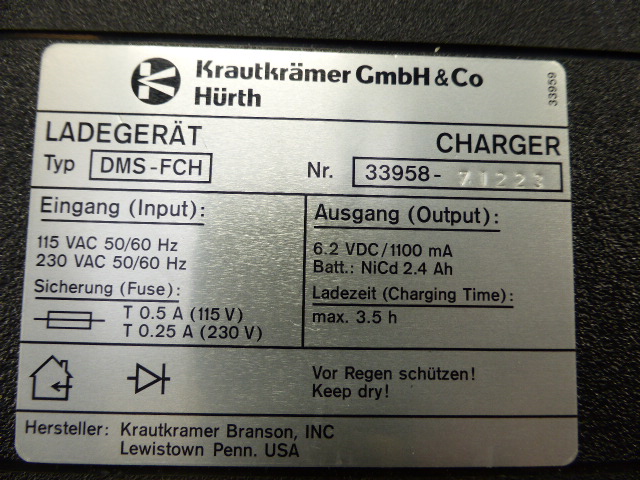 Krautkrämer GmbH & Co
Hürth
33959
LADEGERÄT
CHARGER
Typ DMS-FCH
Nr. 33958- 71223
Eingang (Input):
115 VAC 50/60 Hz
230 VAC 50/60 Hz
Sicherung (Fuse):
T 0.5 A (115 V)
T 0.25 A (230 V)
Ausgang (Output):
6.2 VDC/1100 mA
Batt.: NiCd 2.4 Ah
Ladezeit (Charging Time):
max. 3.5 h
Vor Regen schützen!
Keep dry!
Hersteller: Krautkramer Branson, INC
Lewistown Penn. USA